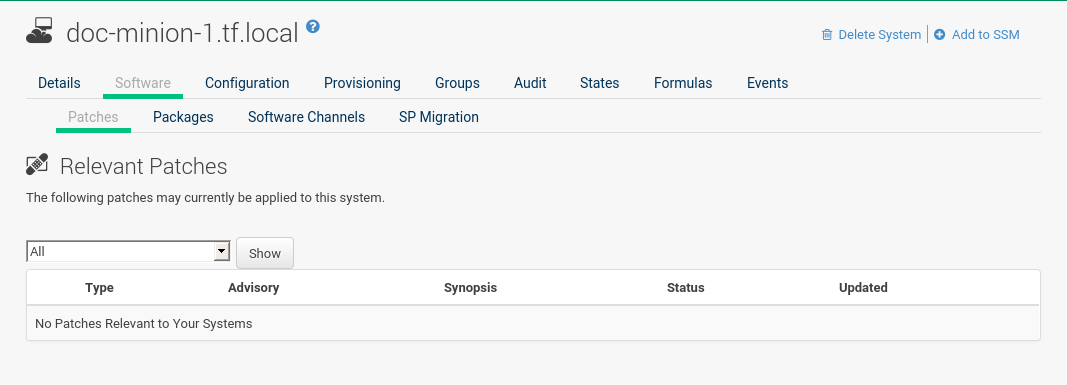 doc-minion-1.tf.local ?
Delete System | Add to SSM
Details Software Configuration Provisioning Groups Audit States Formulas Events
Patches Packages Software Channels SP Migration
Relevant Patches
The following patches may currently be applied to this system.
All Show
Type Advisory Synopsis Status Updated
No Patches Relevant to Your Systems